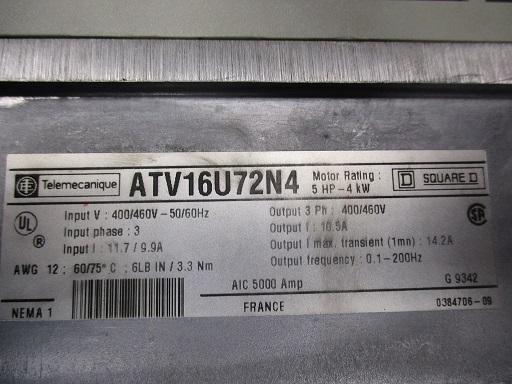 Telemecanique ATV16U72N4 Motor Rating : 5 HP - 4 kW SQUARE D
UL Input V : 400/460V - 50/60Hz Output 3 Ph : 400/460V SA
Input phase : 3 Output I : 10.5A
Input I : 11.7 / 9.9A Output I max. transient (1mn) : 14.2A
AWG 12 : 60/75° C : 6LB IN / 3.3 Nm Output frequency : 0.1-200Hz
AIC 5000 Amp G 9342
NEMA 1 FRANCE 0384706-09